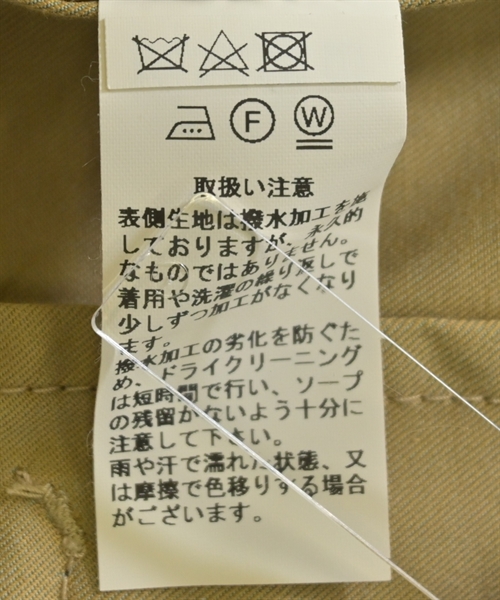 F
W
取扱い注意
表側生地は撥水加工を施
しておりますが、永久的
なものではありません。
着用や洗濯の繰り返しで
少しずつ加工がなくなり
ます。
撥水加工の劣化を防ぐた
め、ドライクリーニング
は短時間で行い、ソープ
の残留がないよう十分に
注意して下さい。
雨や汗で濡れた状態、又
は摩擦で色移りする場合
がございます。